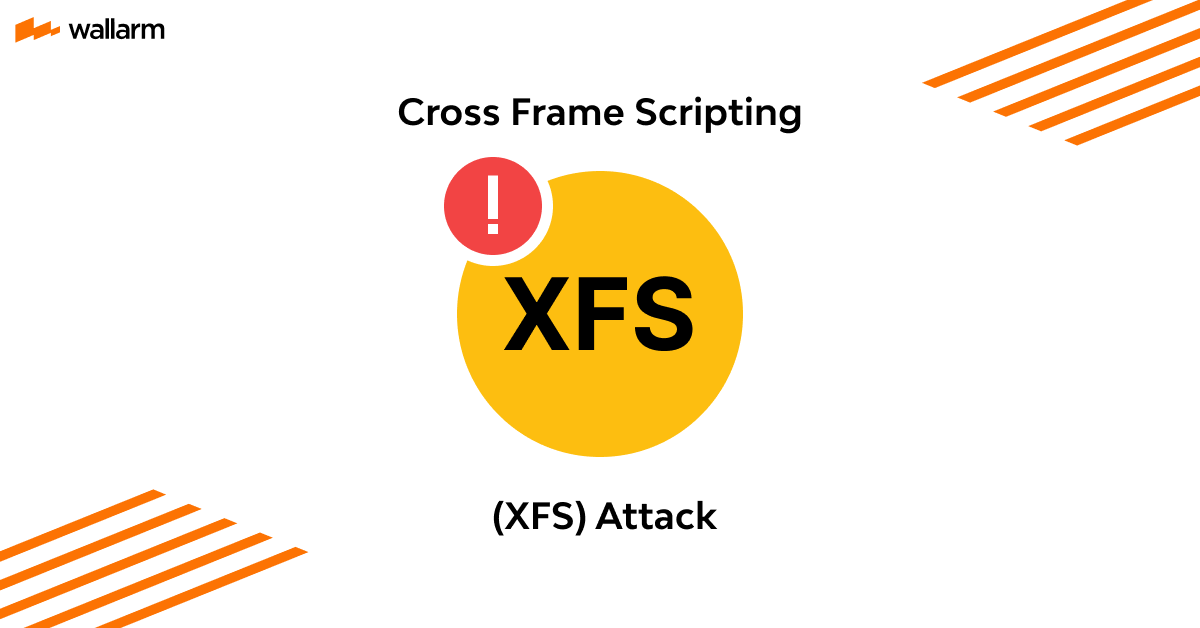 wallarm
Cross Frame Scripting
!
XFS
(XFS) Attack